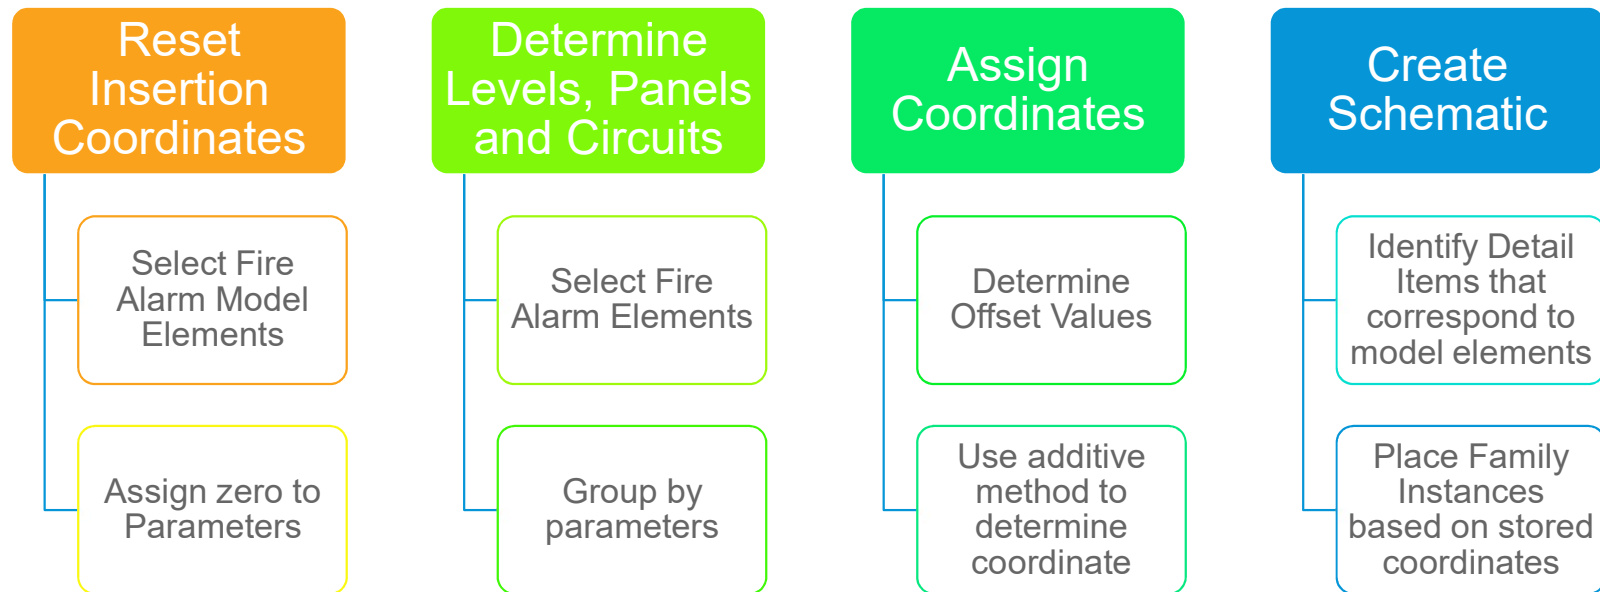 Reset
Insertion
Coordinates
Select Fire
Alarm Model
Elements
Assign zero to
Parameters
Determine
Levels, Panels
and Circuits
Select Fire
Alarm Elements
Group by
parameters
Assign
Coordinates
Determine
Offset Values
Use additive
method to
determine
coordinate
Create
Schematic
Identify Detail
Items that
correspond to
model elements
Place Family
Instances
based on stored
coordinates